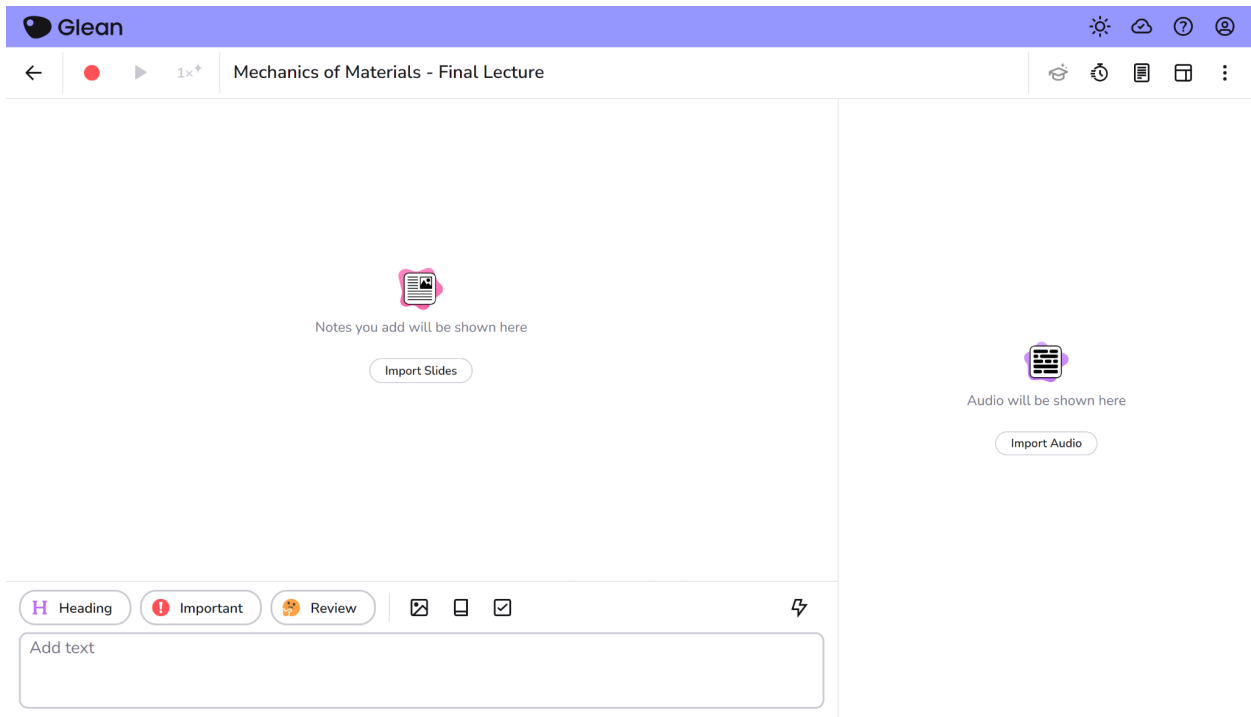 Glean
1×
Mechanics of Materials - Final Lecture
Notes you add will be shown here
Import Slides
Audio will be shown here
Import Audio
H Heading
! Important
Review
Add text